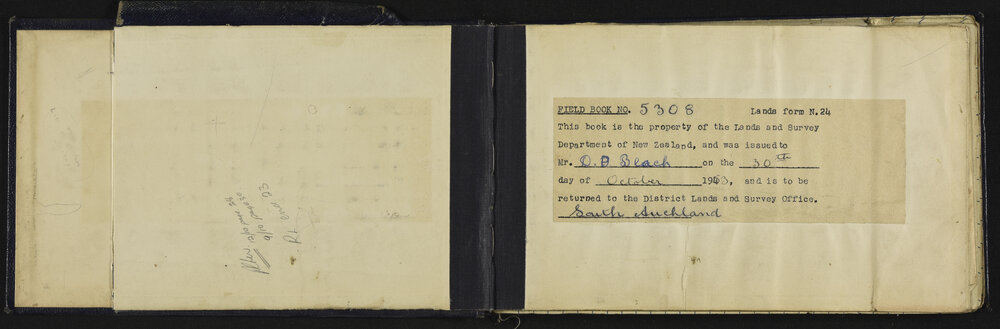 FIELD BOOK NO. 5308 Lands form N.24
This book is the property of the Lands and Survey
Department of New Zealand, and was issued to
Mr. D. B Black on the 30th
day of October 1963, and is to be
returned to the District Lands and Survey Office.
South Auckland